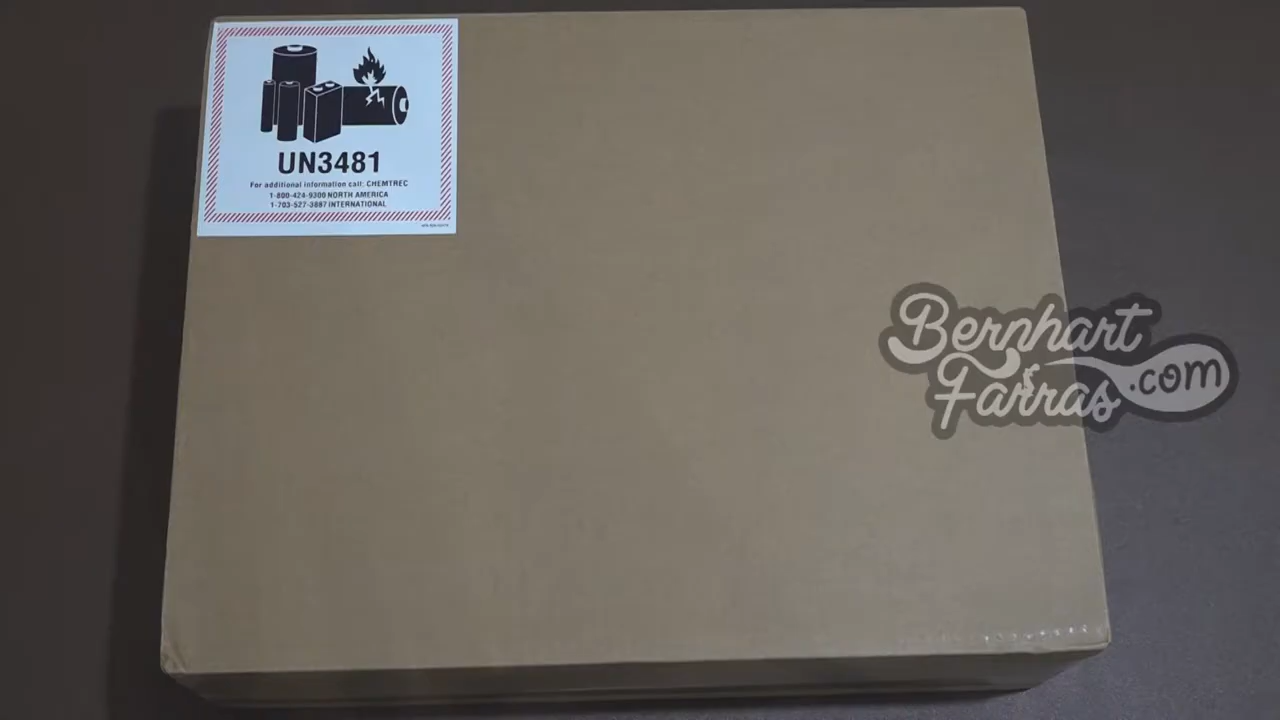 UN3481
For additional information call: CHEMTREC
1-800-424-9300 NORTH AMERICA
1-703-527-3887 INTERNATIONAL
Bernhart
Farras.com